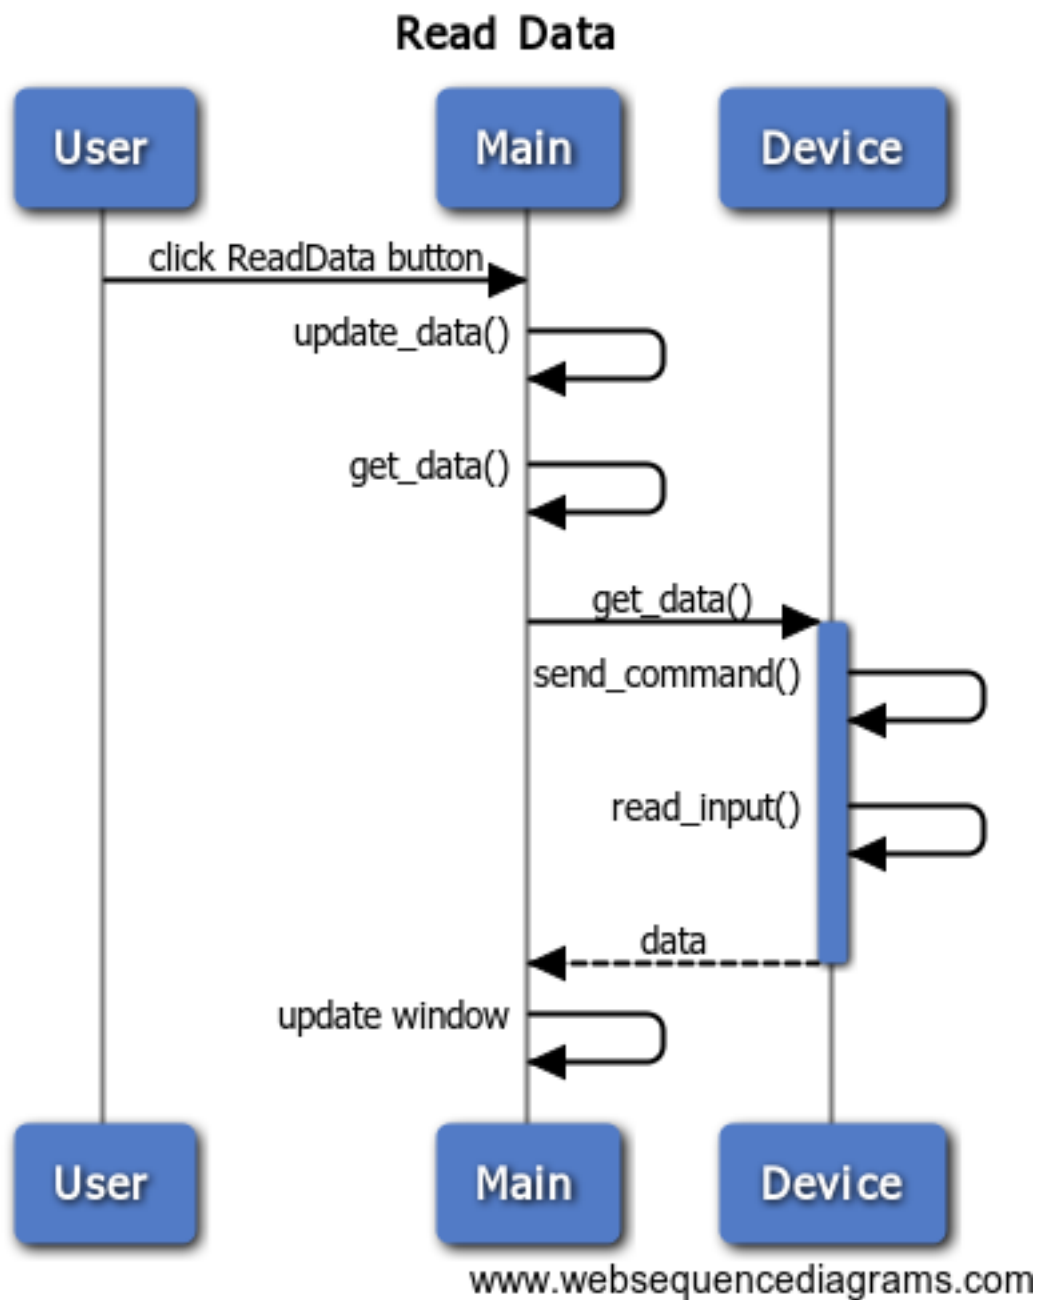 Read Data
User
Main
Device
click ReadData button
update_data()
get_data()
get_data()
send_command()
read_input()
data
update window
User
Main
Device
www.websequencediagrams.com